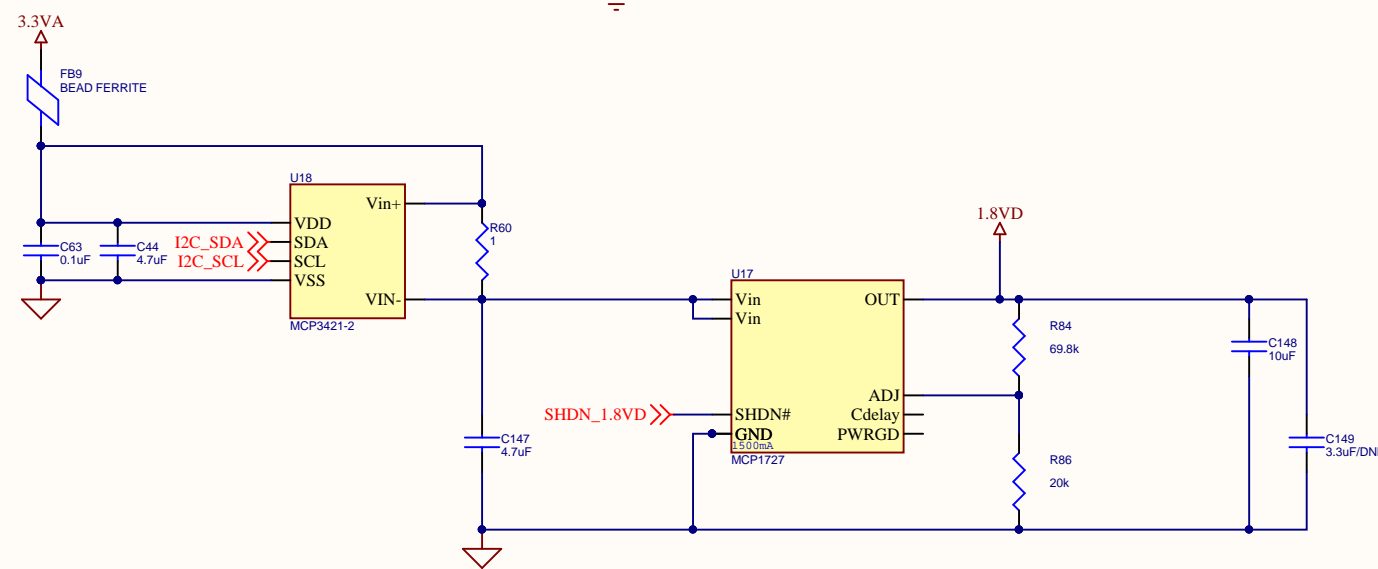 3.3VA
FB9
BEAD FERRITE
U18
Vin+
VDD
SDA
SCL
VSS
VIN-
MCP3421-2
I2C_SDA
I2C_SCL
C63
0.1uF
C44
4.7uF
R60
1
1.8VD
U17
Vin
Vin
OUT
ADJ
SHDN#
Cdelay
GND
PWRGD
1500mA
MCP1727
SHDN_1.8VD
C147
4.7uF
R84
69.8k
R86
20k
C148
10uF
C149
3.3uF/DN